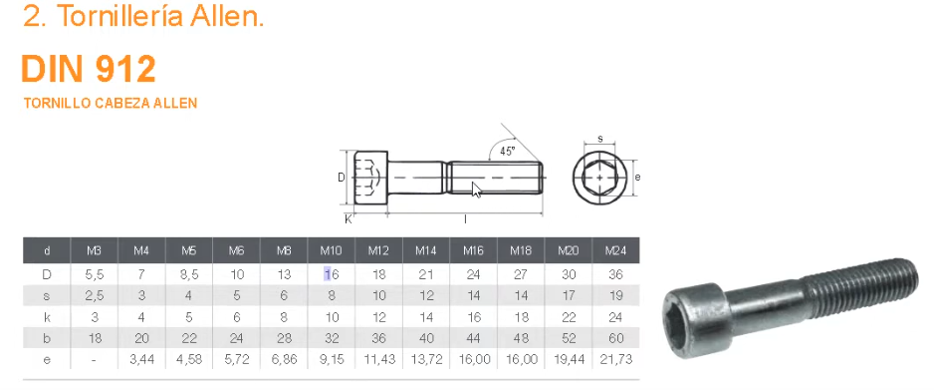 2. Tornillería Allen.
DIN 912
TORNILLO CABEZA ALLEN
45°
s
D
e
K
l
d M3 M4 M5 M6 M8 M10 M12 M14 M16 M18 M20 M24
D 5,5 7 8,5 10 13 16 18 21 24 27 30 36
s 2,5 3 4 5 6 8 10 12 14 14 17 19
k 3 4 5 6 8 10 12 14 16 18 22 24
b 18 20 22 24 28 32 36 40 44 48 52 60
e - 3,44 4,58 5,72 6,86 9,15 11,43 13,72 16,00 16,00 19,44 21,73